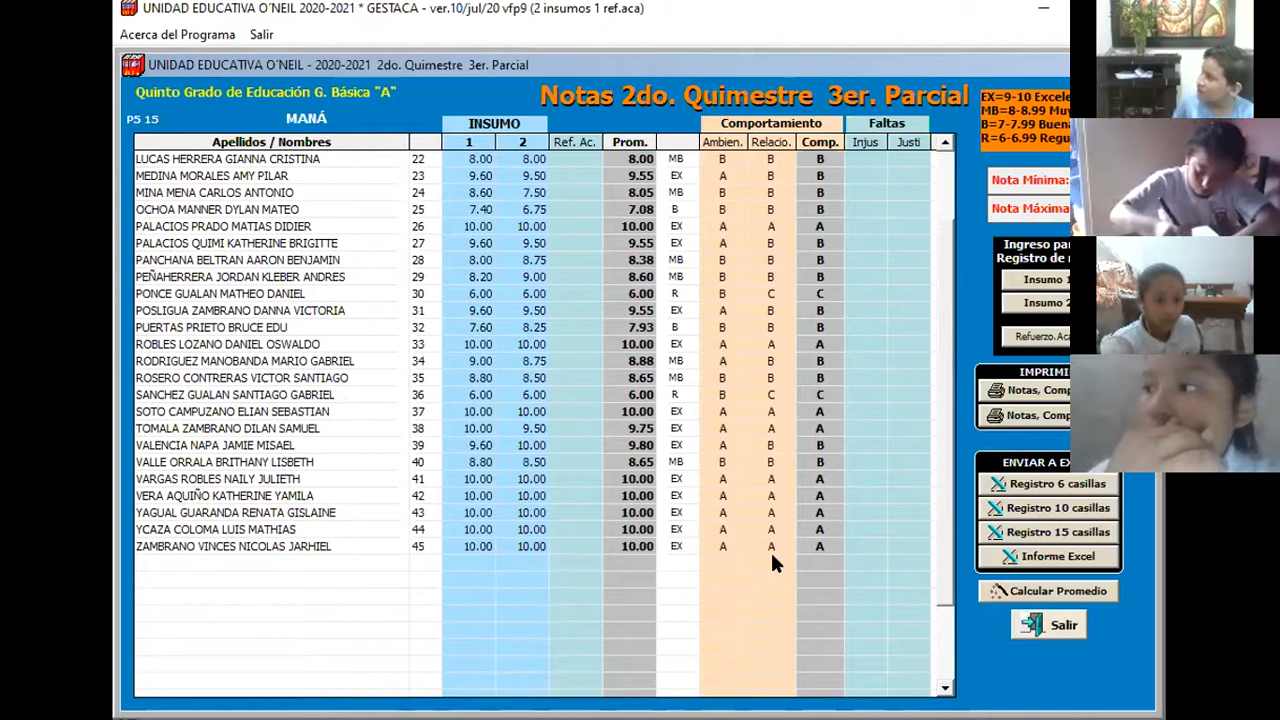 UNIDAD EDUCATIVA O´NEIL 2020-2021 * GESTACA - ver.10/jul/20 vfp9 (2 insumos 1 ref.aca)
Acerca del Programa Salir
UNIDAD EDUCATIVA O´NEIL - 2020-2021 2do. Quimestre 3er. Parcial
Quinto Grado de Educación G. Básica "A"
Notas 2do. Quimestre 3er. Parcial
P5 15 MANÁ
INSUMO Comportamiento Faltas
Apellidos / Nombres 1 2 Ref. Ac. Prom. Ambien. Relacio. Comp. Injus Justi
LUCAS HERRERA GIANNA CRISTINA 22 8.00 8.00 8.00 MB B B B
MEDINA MORALES AMY PILAR 23 9.60 9.50 9.55 EX A B B
MINA MENA CARLOS ANTONIO 24 8.60 7.50 8.05 MB B B B
OCHOA MANNER DYLAN MATEO 25 7.40 6.75 7.08 B B B B
PALACIOS PRADO MATIAS DIDIER 26 10.00 10.00 10.00 EX A A A
PALACIOS QUIMI KATHERINE BRIGITTE 27 9.60 9.50 9.55 EX A B B
PANCHANA BELTRAN AARON BENJAMIN 28 8.00 8.75 8.38 MB B B B
PEÑAHERRERA JORDAN KLEBER ANDRES 29 8.20 9.00 8.60 MB B B B
PONCE GUALAN MATHEO DANIEL 30 6.00 6.00 6.00 R B C C
POSLIGUA ZAMBRANO DANNA VICTORIA 31 9.60 9.50 9.55 EX A B B
PUERTAS PRIETO BRUCE EDU 32 7.60 8.25 7.93 B B B B
ROBLES LOZANO DANIEL OSWALDO 33 10.00 10.00 10.00 EX A A A
RODRIGUEZ MANOBANDA MARIO GABRIEL 34 9.00 8.75 8.88 MB A B B
ROSERO CONTRERAS VICTOR SANTIAGO 35 8.80 8.50 8.65 MB B B B
SANCHEZ GUALAN SANTIAGO GABRIEL 36 6.00 6.00 6.00 R B C C
SOTO CAMPUZANO ELIAN SEBASTIAN 37 10.00 10.00 10.00 EX A A A
TOMALA ZAMBRANO DILAN SAMUEL 38 10.00 9.50 9.75 EX A A A
VALENCIA NAPA JAMIE MISAEL 39 9.60 10.00 9.80 EX A B B
VALLE ORRALA BRITHANY LISBETH 40 8.80 8.50 8.65 MB B B B
VARGAS ROBLES NAILY JULIETH 41 10.00 10.00 10.00 EX A A A
VERA AQUIÑO KATHERINE YAMILA 42 10.00 10.00 10.00 EX A A A
YAGUAL GUARANDA RENATA GISLAINE 43 10.00 10.00 10.00 EX A A A
YCAZA COLOMA LUIS MATHIAS 44 10.00 10.00 10.00 EX A A A
ZAMBRANO VINCES NICOLAS JARHIEL 45 10.00 10.00 10.00 EX A A A
EX=9-10 Excele
MB=8-8.99 Muy
B=7-7.99 Buena
R=6-6.99 Regu
Nota Mínima:
Nota Máxima
Ingreso pa
Registro de
Insumo 1
Insumo 2
Refuerzo.Aca
IMPRIMI
Notas, Comp
Notas, Comp
ENVIAR A EX
Registro 6 casillas
Registro 10 casillas
Registro 15 casillas
Informe Excel
Calcular Promedio
Salir